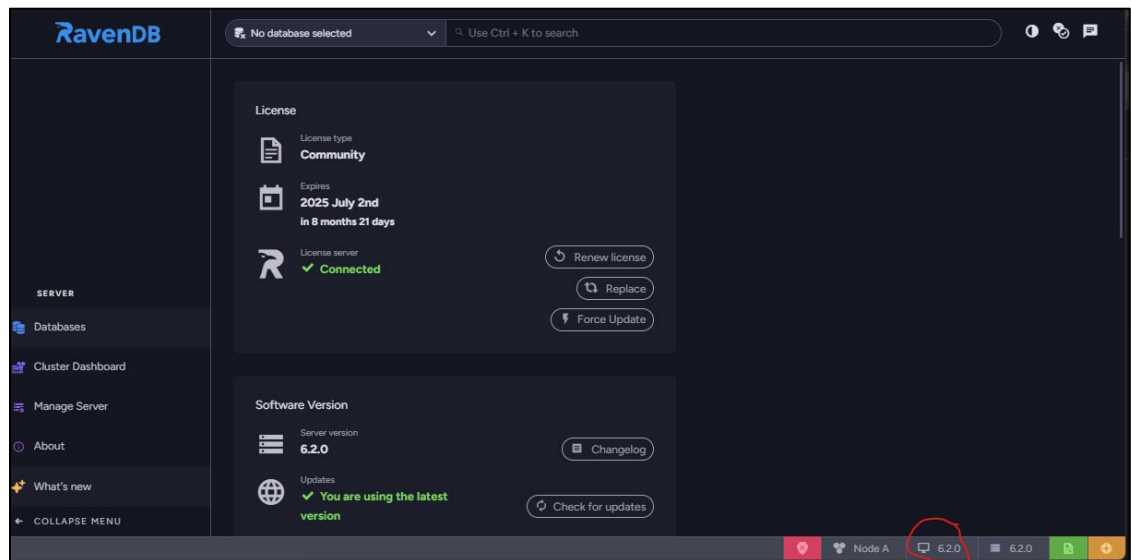 RavenDB
No database selected
Use Ctrl + K to search
License
License type
Community
Expires
2025 July 2nd
in 8 months 21 days
License server
Connected
Renew license
Replace
Force Update
SERVER
Databases
Cluster Dashboard
Manage Server
About
What's new
COLLAPSE MENU
Software Version
Server version
6.2.0
Changelog
Updates
You are using the latest
version
Check for updates
Node A
6.2.0
6.2.0